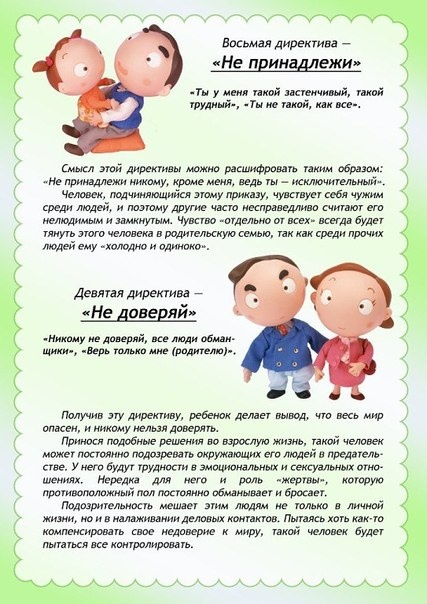 Восьмая директива —
«Не принадлежи»
«Ты у меня такой застенчивый, такой
трудный», «Ты не такой, как все».
Смысл этой директивы можно расшифровать таким образом:
«Не принадлежи никому, кроме меня, ведь ты — исключительный».
Человек, подчиняющийся этому приказу, чувствует себя чужим
среди людей, и поэтому другие часто несправедливо считают его
нелюдимым и замкнутым. Чувство «отдельно от всех» всегда будет
тянуть этого человека в родительскую семью, так как среди прочих
людей ему «холодно и одиноко».
Девятая директива —
«Не доверяй»
«Никому не доверяй, все люди обман-
щики», «Верь только мне (родителю)».
Получив эту директиву, ребенок делает вывод, что весь мир
опасен, и никому нельзя доверять.
Принося подобные решения во взрослую жизнь, такой человек
может постоянно подозревать окружающих его людей в предатель-
стве. У него будут трудности в эмоциональных и сексуальных отно-
шениях. Нередка для него и роль «жертвы», которую
противоположный пол постоянно обманывает и бросает.
Подозрительность мешает этим людям не только в личной
жизни, но и в налаживании деловых контактов. Пытаясь хоть как-то
компенсировать свое недоверие к миру, такой человек будет
пытаться все контролировать.